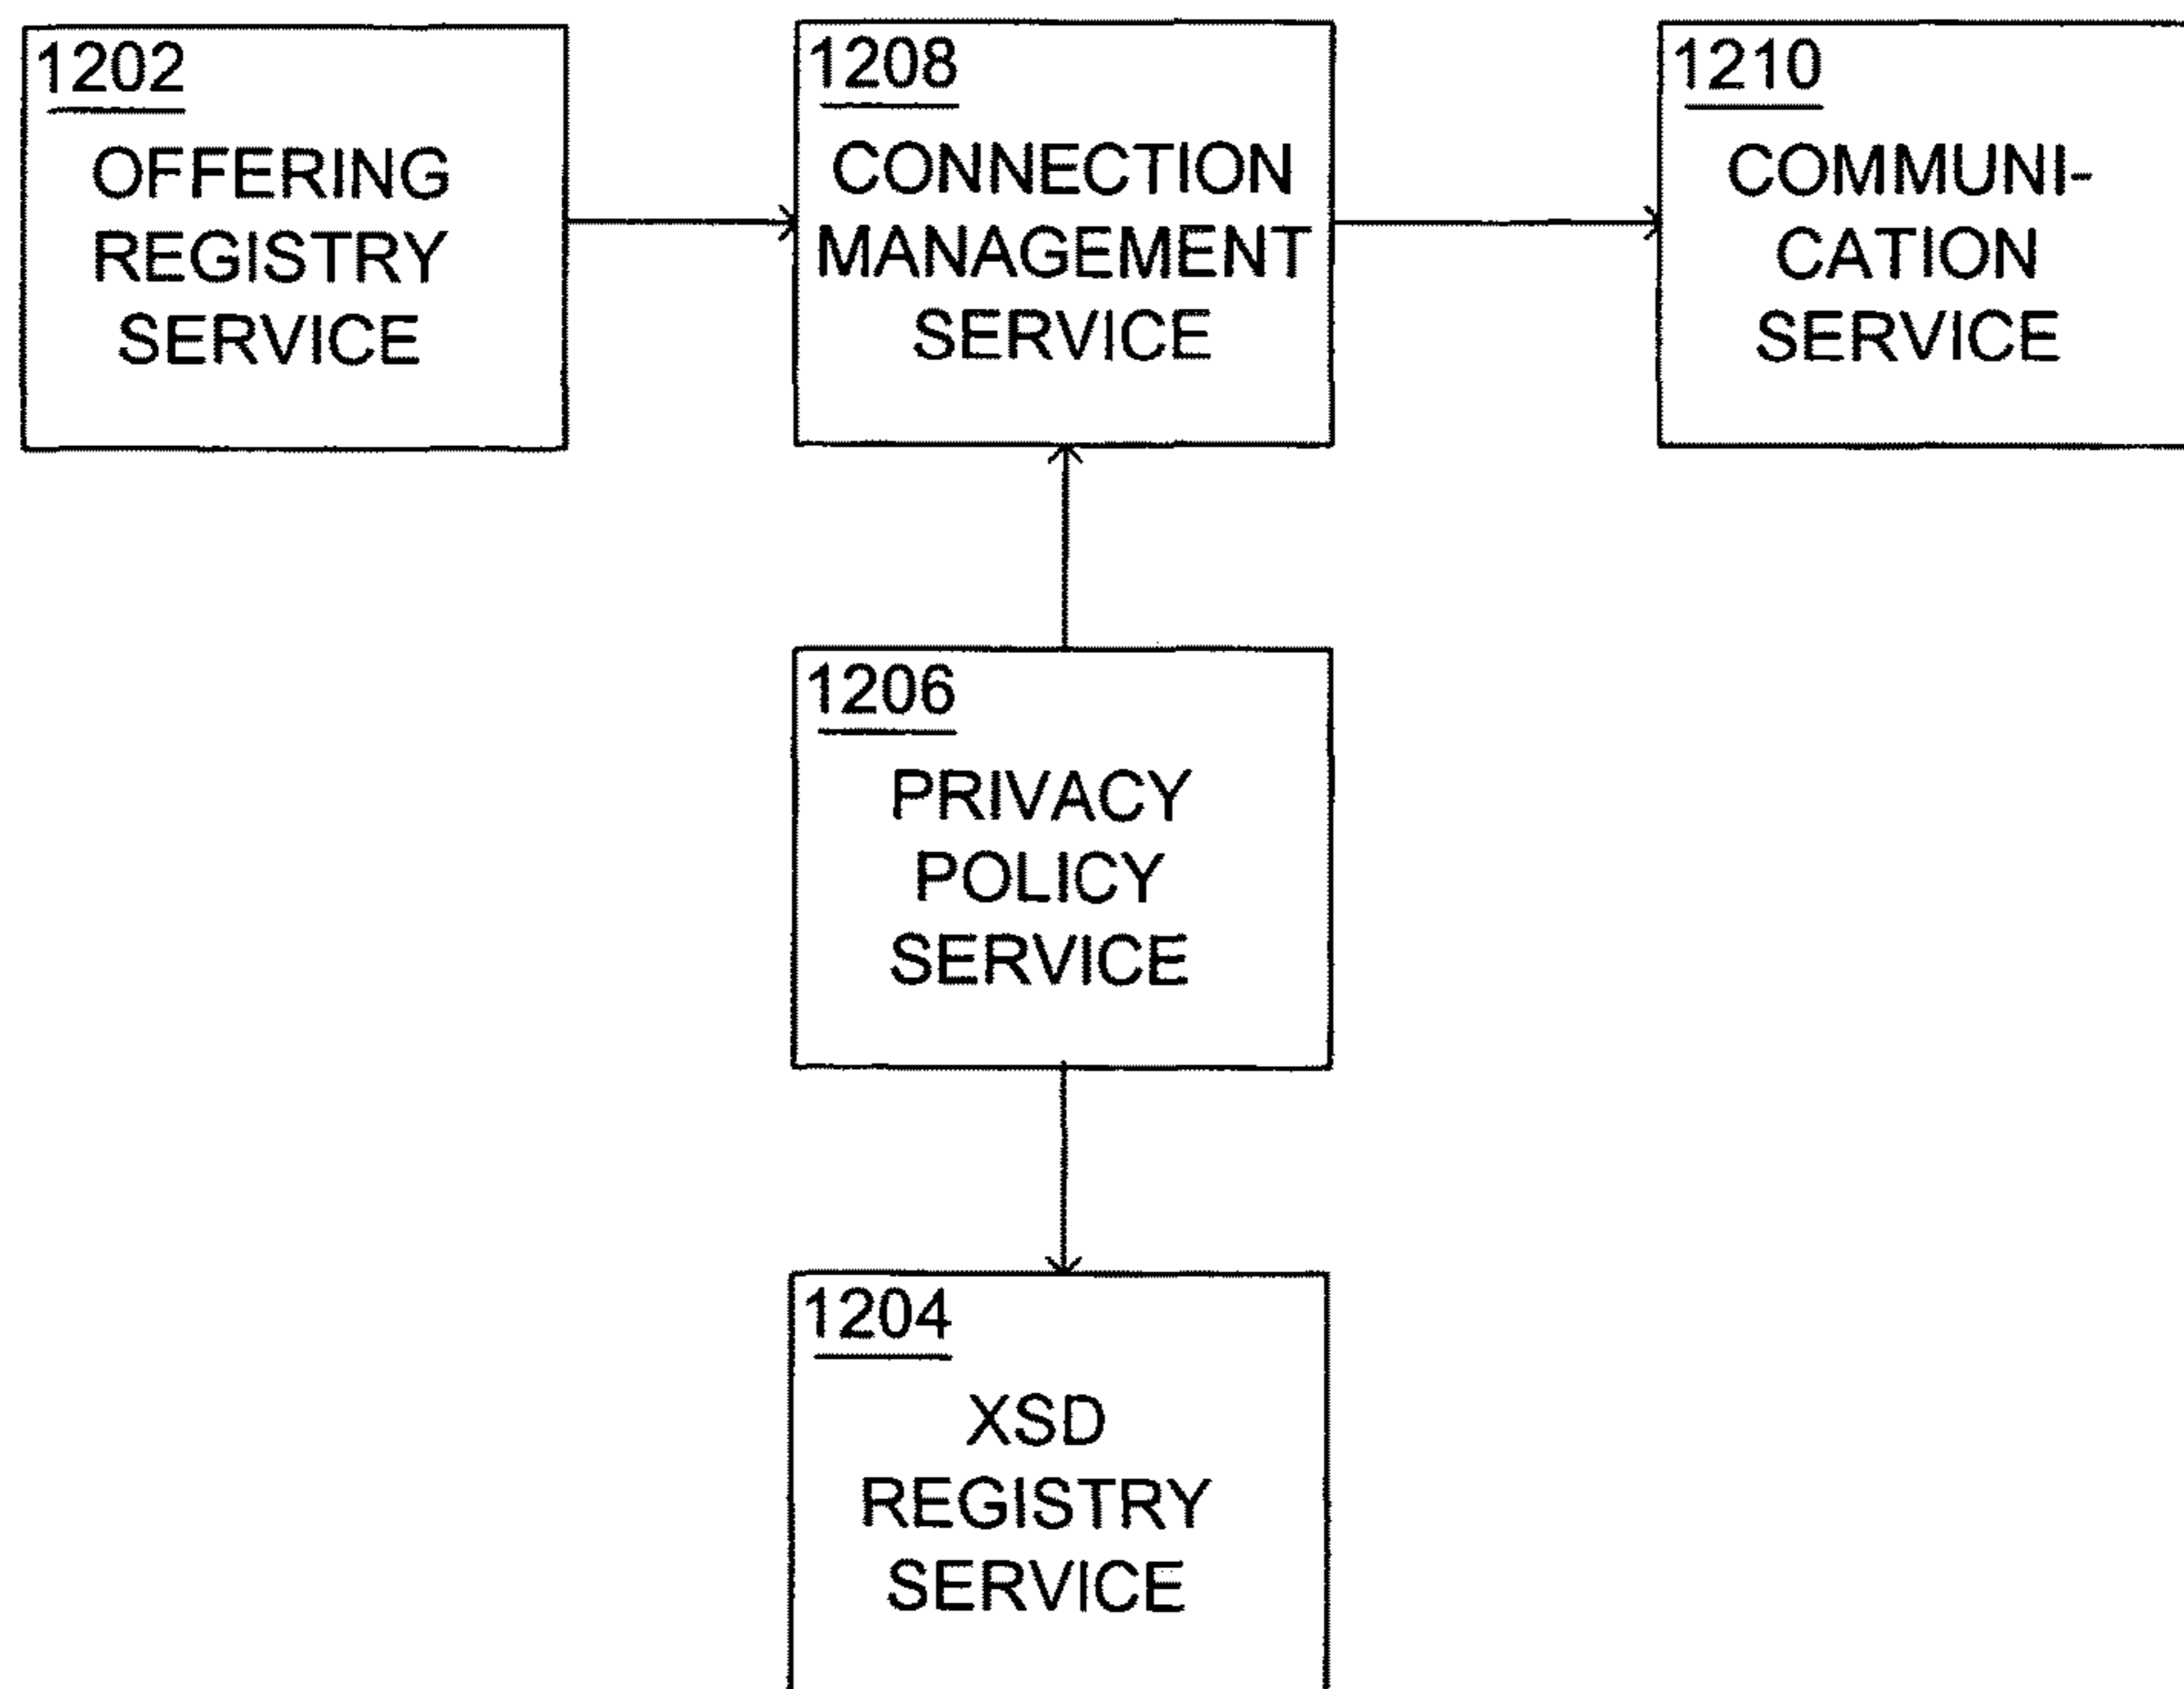 1202
OFFERING
REGISTRY
SERVICE
1208
CONNECTION
MANAGEMENT
SERVICE
1210
COMMUNI-
CATION
SERVICE
1206
PRIVACY
POLICY
SERVICE
1204
XSD
REGISTRY
SERVICE